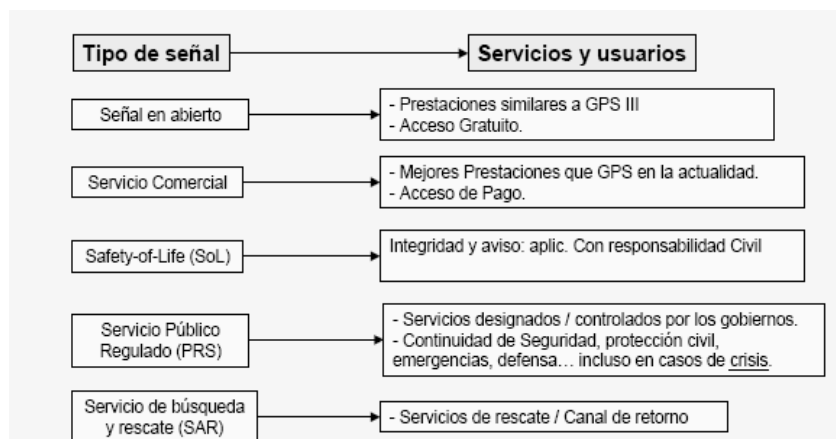 Tipo de señal
Servicios y usuarios
Señal en abierto
- Prestaciones similares a GPS III
- Acceso Gratuito.
Servicio Comercial
- Mejores Prestaciones que GPS en la actualidad.
- Acceso de Pago.
Safety-of-Life (SoL)
Integridad y aviso: aplic. Con responsabilidad Civil
Servicio Público
Regulado (PRS)
- Servicios designados / controlados por los gobiernos.
- Continuidad de Seguridad, protección civil,
emergencias, defensa… incluso en casos de crisis.
Servicio de búsqueda
y rescate (SAR)
- Servicios de rescate / Canal de retorno